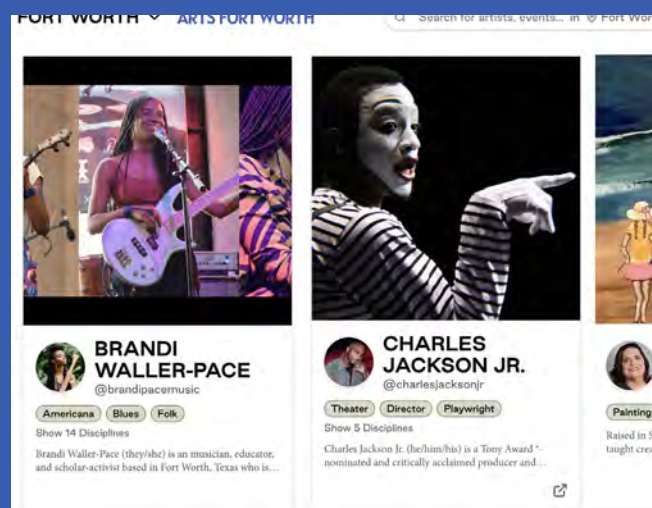 FORT WORTH
ARTS FORT WORTH
Search for artists, events... in Fort Wor
BRANDI
WALLER-PACE
@brandipacemusic
Americana
Blues
Folk
Show 14 Disciplines
Brandi Waller-Pace (they/she) is an musician, educator,
and scholar-activist based in Fort Worth, Texas who is...
CHARLES
JACKSON JR.
@charlesjacksonjr
Theater
Director
Playwright
Show 5 Disciplines
Charles Jackson Jr. (he/him/his) is a Tony Award -
nominated and critically acclaimed producer and...
Painting
Raised in S
taught crea